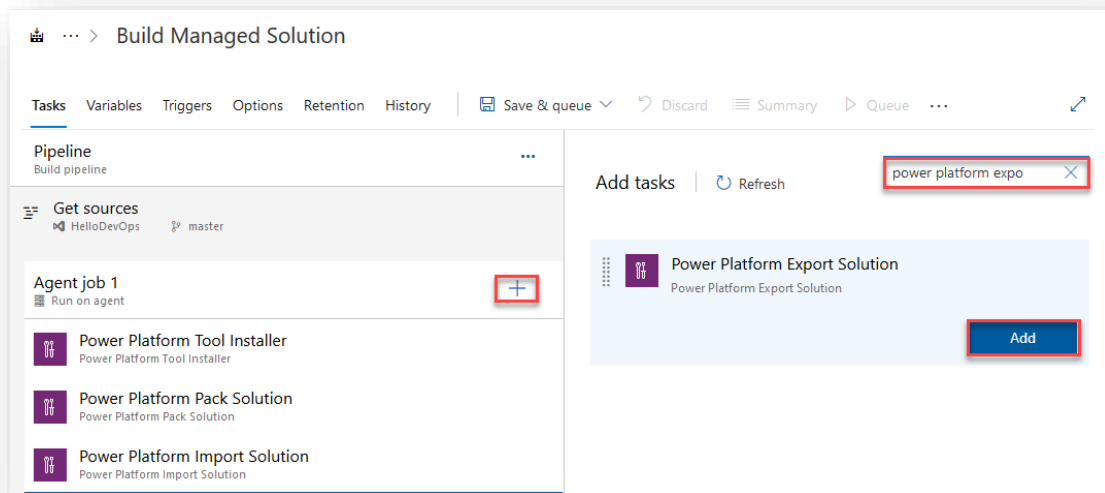 ··· > Build Managed Solution
Tasks Variables Triggers Options Retention History Save & queue Discard Summary Queue ···
Pipeline
Build pipeline
Get sources
HelloDevOps master
Agent job 1
Run on agent
Power Platform Tool Installer
Power Platform Tool Installer
Power Platform Pack Solution
Power Platform Pack Solution
Power Platform Import Solution
Power Platform Import Solution
Add tasks Refresh power platform expo
Power Platform Export Solution
Power Platform Export Solution
Add